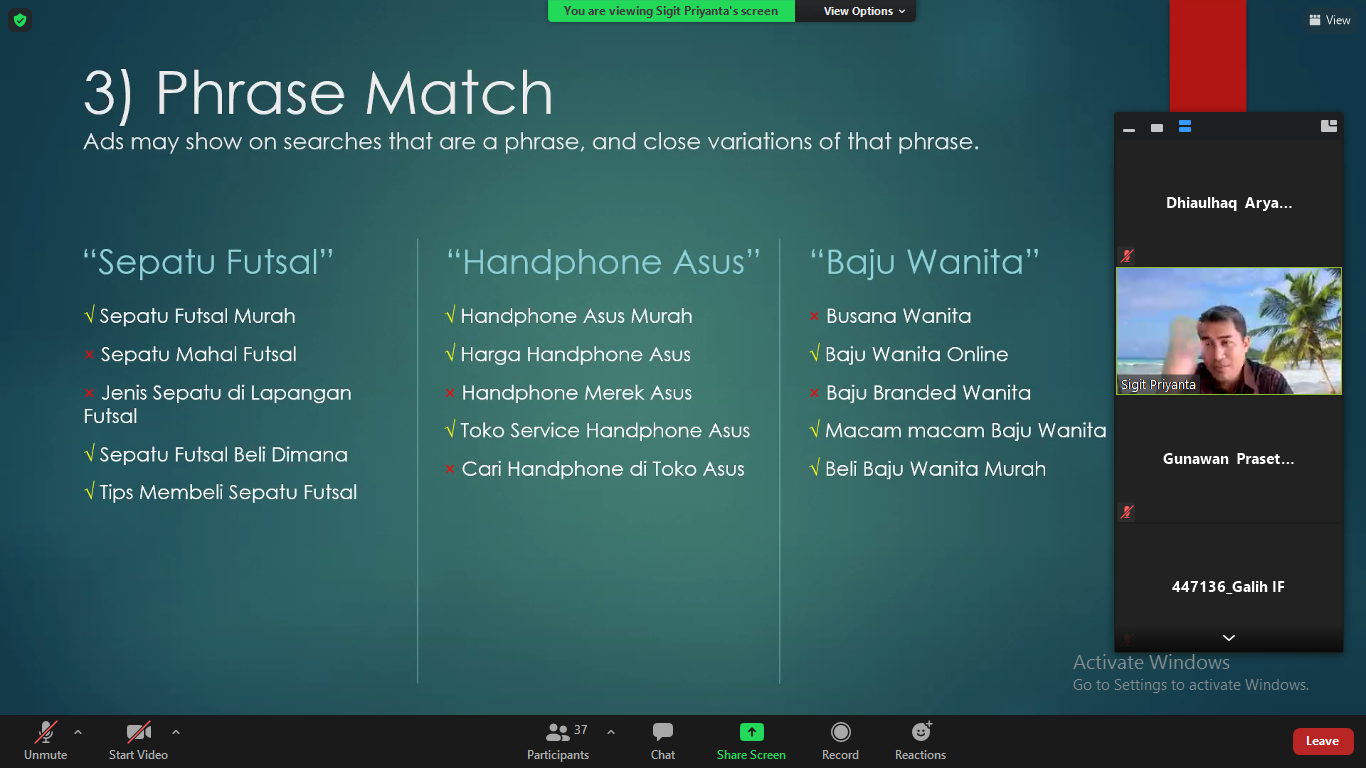 You are viewing Sigit Priyanta's screen
View Options
View
3) Phrase Match
Ads may show on searches that are a phrase, and close variations of that phrase.
“Sepatu Futsal”
√ Sepatu Futsal Murah
× Sepatu Mahal Futsal
× Jenis Sepatu di Lapangan
Futsal
√ Sepatu Futsal Beli Dimana
√ Tips Membeli Sepatu Futsal
“Handphone Asus”
√ Handphone Asus Murah
√ Harga Handphone Asus
× Handphone Merek Asus
√ Toko Service Handphone Asus
× Cari Handphone di Toko Asus
“Baju Wanita”
× Busana Wanita
√ Baju Wanita Online
× Baju Branded Wanita
√ Macam macam Baju Wanita
√ Beli Baju Wanita Murah
Dhiaulhaq Arya...
Sigit Priyanta
Gunawan Praset...
447136_Galih IF
Activate Windows
Go to Settings to activate Windows.
Unmute
Start Video
Participants
37
Chat
Share Screen
Record
Reactions
Leave